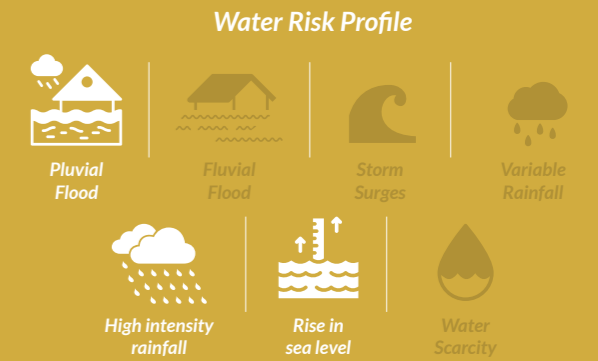 Water Risk Profile
Pluvial
Flood
Fluvial
Flood
Storm
Surges
Variable
Rainfall
High intensity
rainfall
Rise in
sea level
Water
Scarcity